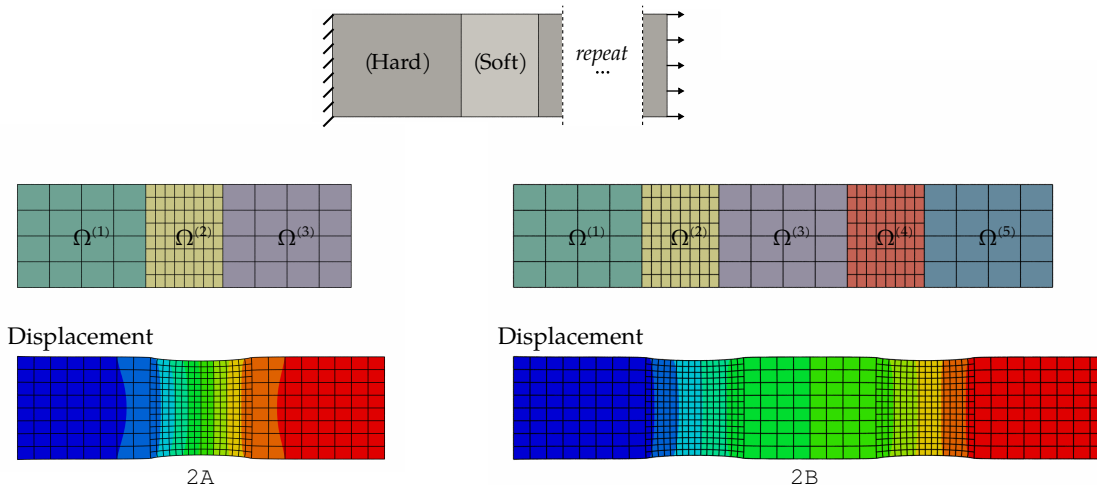 (Hard) (Soft) repeat
...
Ω(1) Ω(2) Ω(3)
Ω(1) Ω(2) Ω(3) Ω(4) Ω(5)
Displacement
Displacement
2A
2B